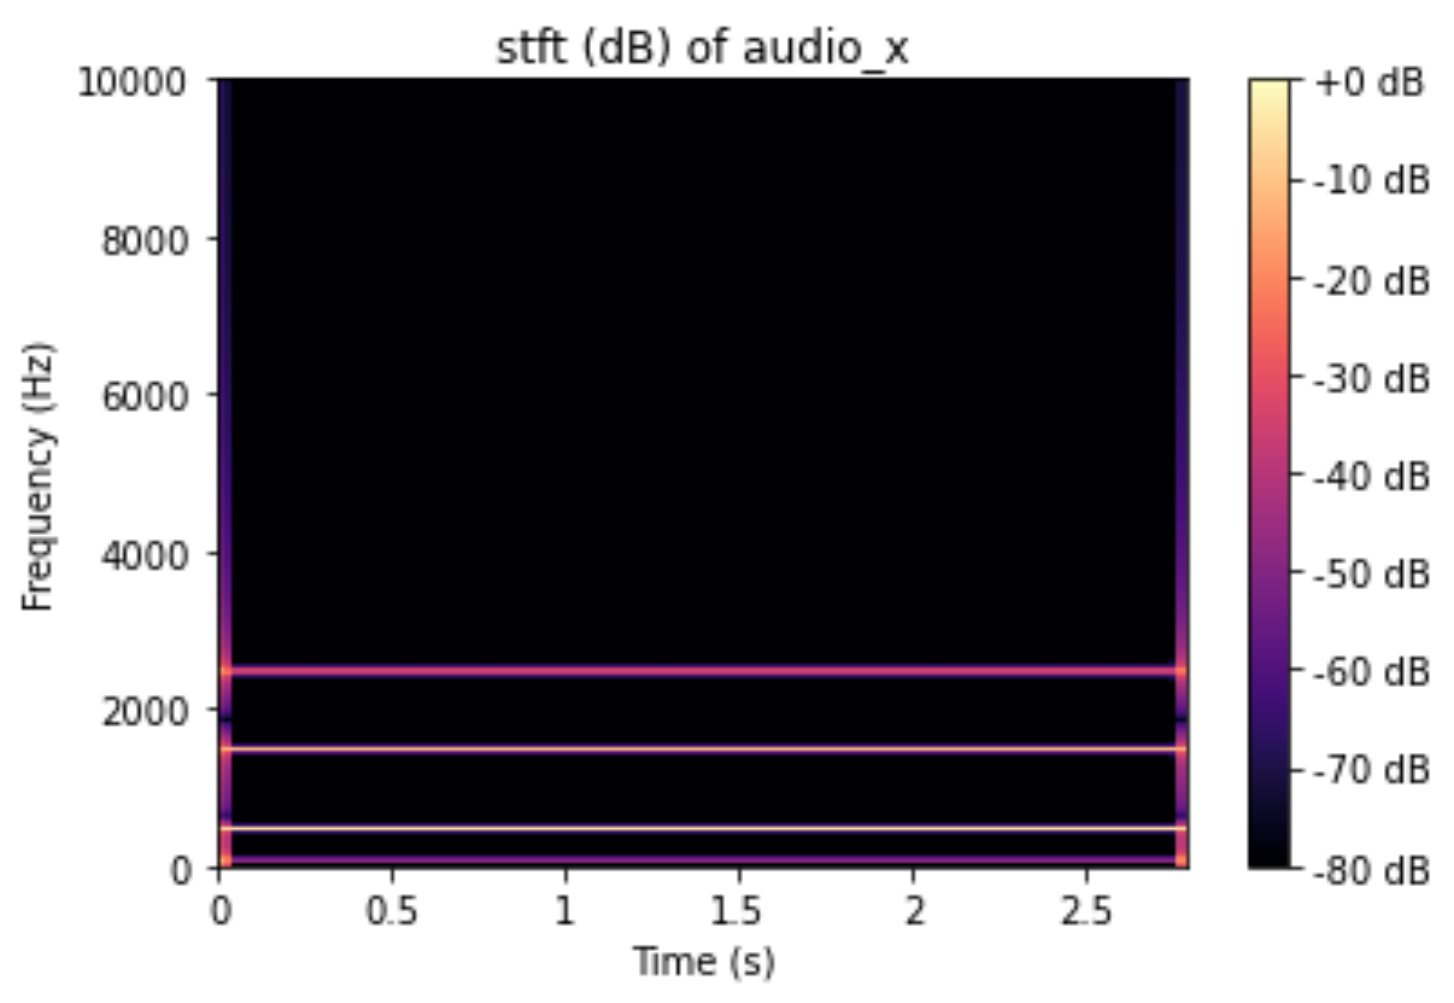 stft (dB) of audio_x
10000
8000
6000
4000
2000
0
Frequency (Hz)
0 0.5 1 1.5 2 2.5
Time (s)
+0 dB
-10 dB
-20 dB
-30 dB
-40 dB
-50 dB
-60 dB
-70 dB
-80 dB